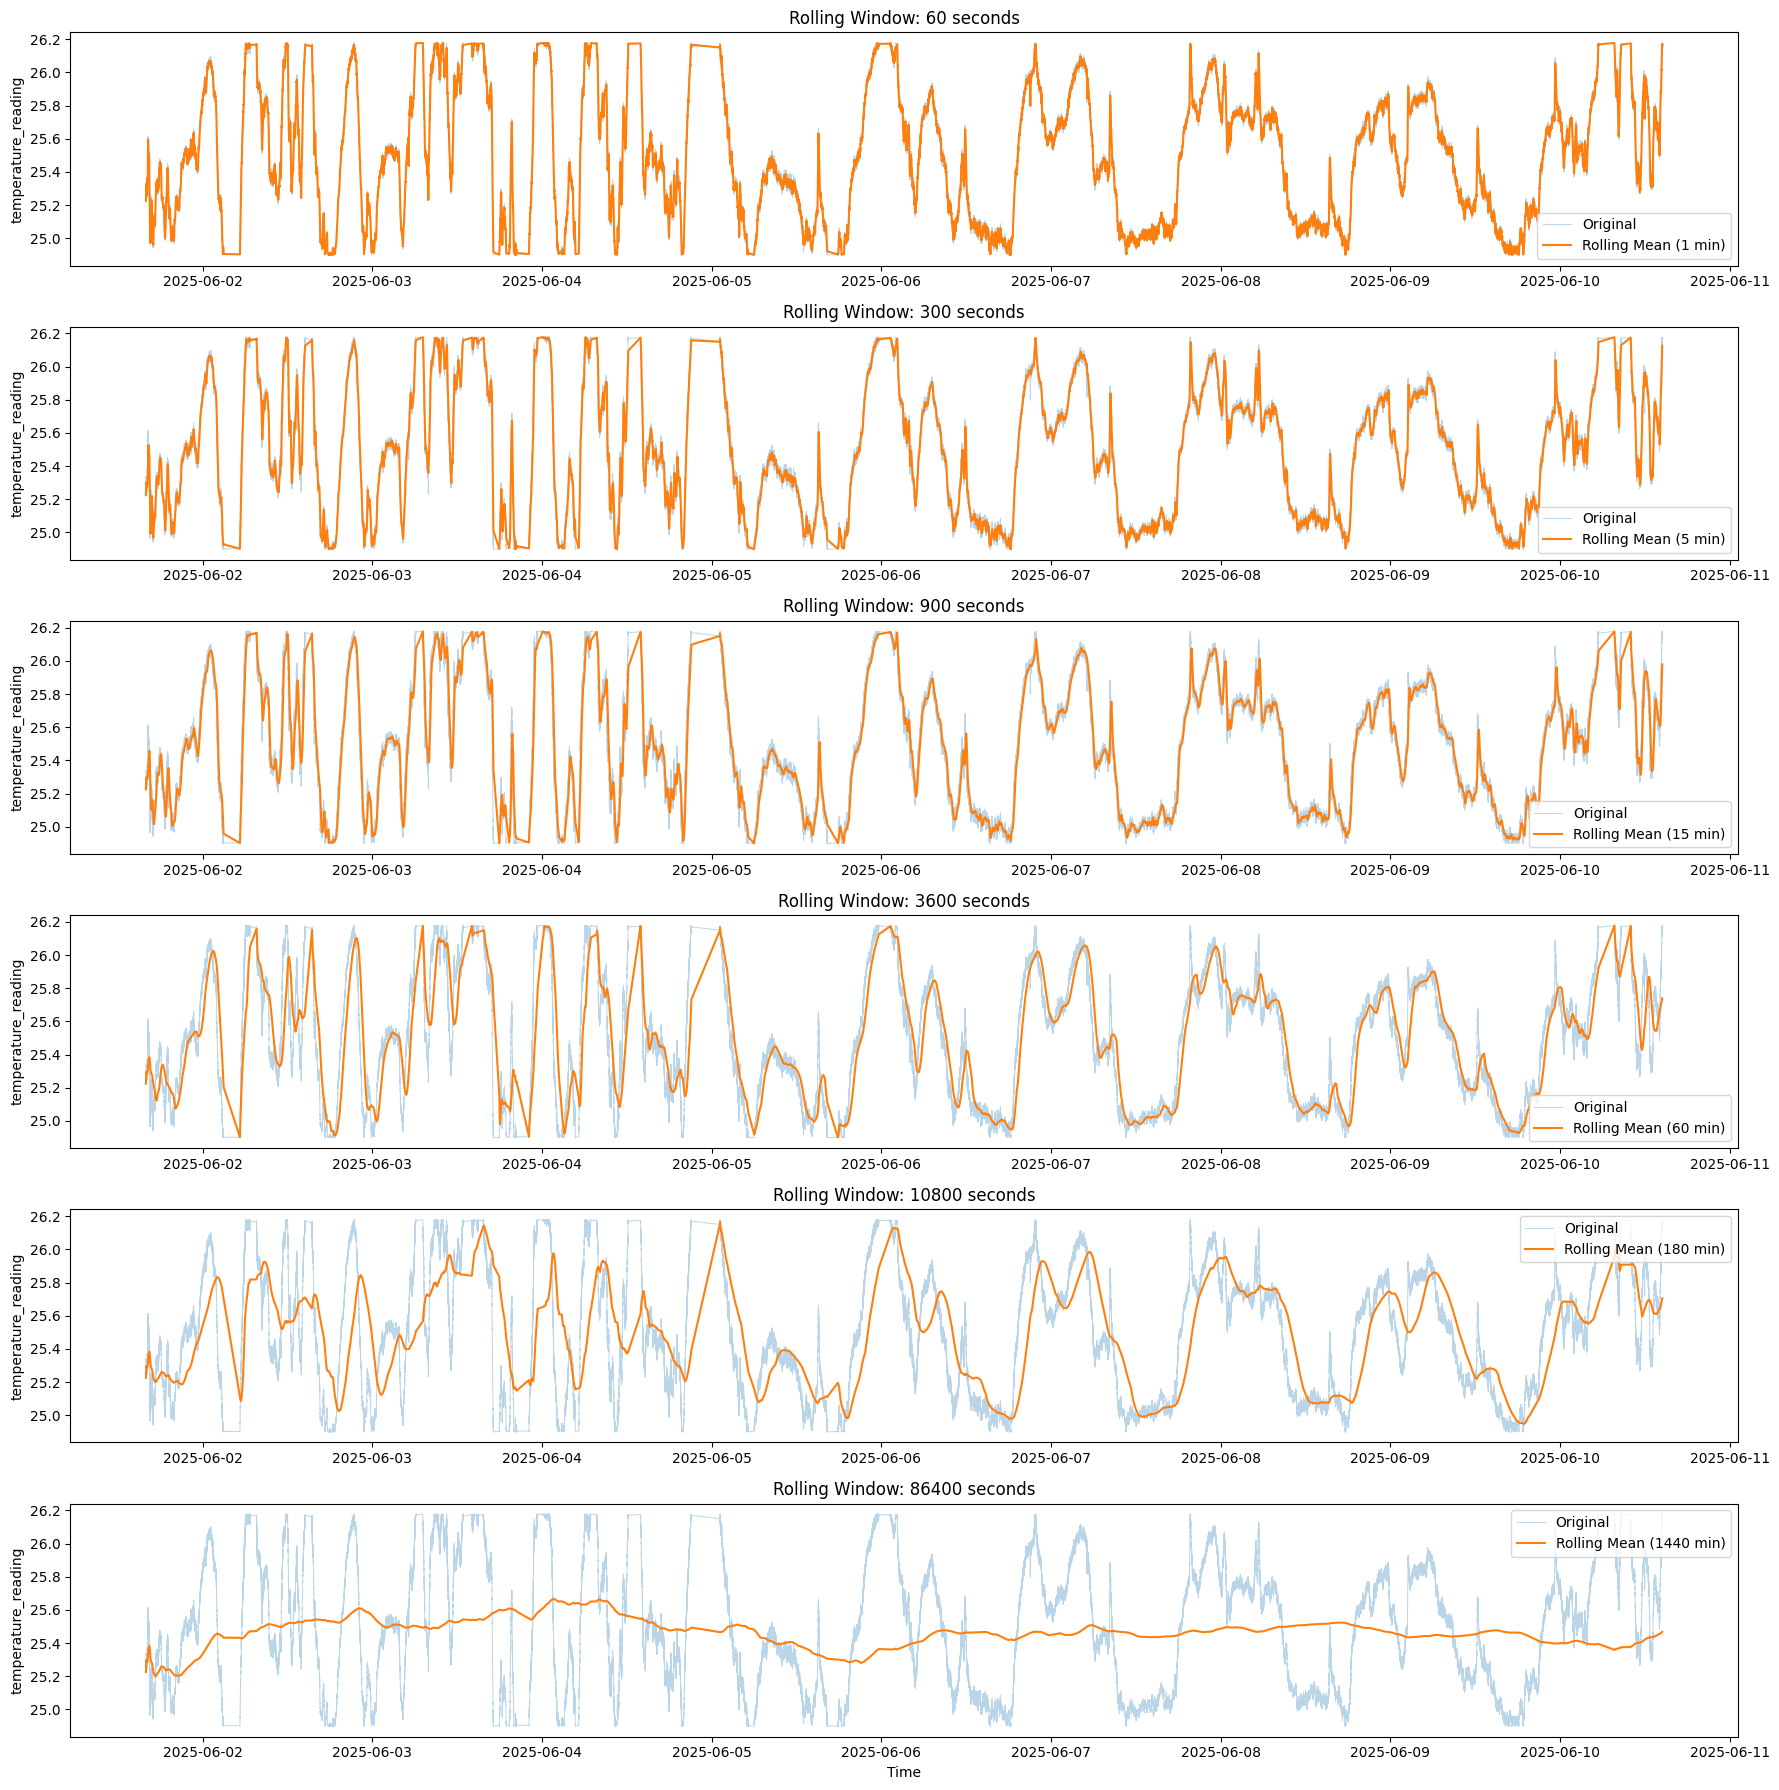 Rolling Window: 60 seconds
temperature_reading
26.2
26.0
25.8
25.6
25.4
25.2
25.0
Original
Rolling Mean (1 min)
2025-06-02 2025-06-03 2025-06-04 2025-06-05 2025-06-06 2025-06-07 2025-06-08 2025-06-09 2025-06-10 2025-06-11
Rolling Window: 300 seconds
temperature_reading
26.2
26.0
25.8
25.6
25.4
25.2
25.0
Original
Rolling Mean (5 min)
2025-06-02 2025-06-03 2025-06-04 2025-06-05 2025-06-06 2025-06-07 2025-06-08 2025-06-09 2025-06-10 2025-06-11
Rolling Window: 900 seconds
temperature_reading
26.2
26.0
25.8
25.6
25.4
25.2
25.0
Original
Rolling Mean (15 min)
2025-06-02 2025-06-03 2025-06-04 2025-06-05 2025-06-06 2025-06-07 2025-06-08 2025-06-09 2025-06-10 2025-06-11
Rolling Window: 3600 seconds
temperature_reading
26.2
26.0
25.8
25.6
25.4
25.2
25.0
Original
Rolling Mean (60 min)
2025-06-02 2025-06-03 2025-06-04 2025-06-05 2025-06-06 2025-06-07 2025-06-08 2025-06-09 2025-06-10 2025-06-11
Rolling Window: 10800 seconds
temperature_reading
26.2
26.0
25.8
25.6
25.4
25.2
25.0
Original
Rolling Mean (180 min)
2025-06-02 2025-06-03 2025-06-04 2025-06-05 2025-06-06 2025-06-07 2025-06-08 2025-06-09 2025-06-10 2025-06-11
Rolling Window: 86400 seconds
temperature_reading
26.2
26.0
25.8
25.6
25.4
25.2
25.0
Original
Rolling Mean (1440 min)
2025-06-02 2025-06-03 2025-06-04 2025-06-05 2025-06-06 2025-06-07 2025-06-08 2025-06-09 2025-06-10 2025-06-11
Time